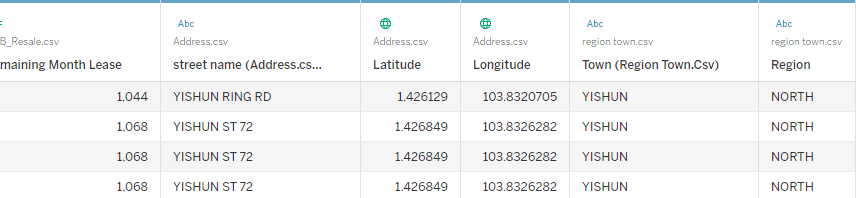 Abc Abc Abc
B_Resale.csv Address.csv Address.csv Address.csv region town.csv region town.csv
maining Month Lease street name (Address.cs... Latitude Longitude Town (Region Town.Csv) Region
1,044 YISHUN RING RD 1.426129 103.8320705 YISHUN NORTH
1,068 YISHUN ST 72 1.426849 103.8326282 YISHUN NORTH
1,068 YISHUN ST 72 1.426849 103.8326282 YISHUN NORTH
1,068 YISHUN ST 72 1.426849 103.8326282 YISHUN NORTH